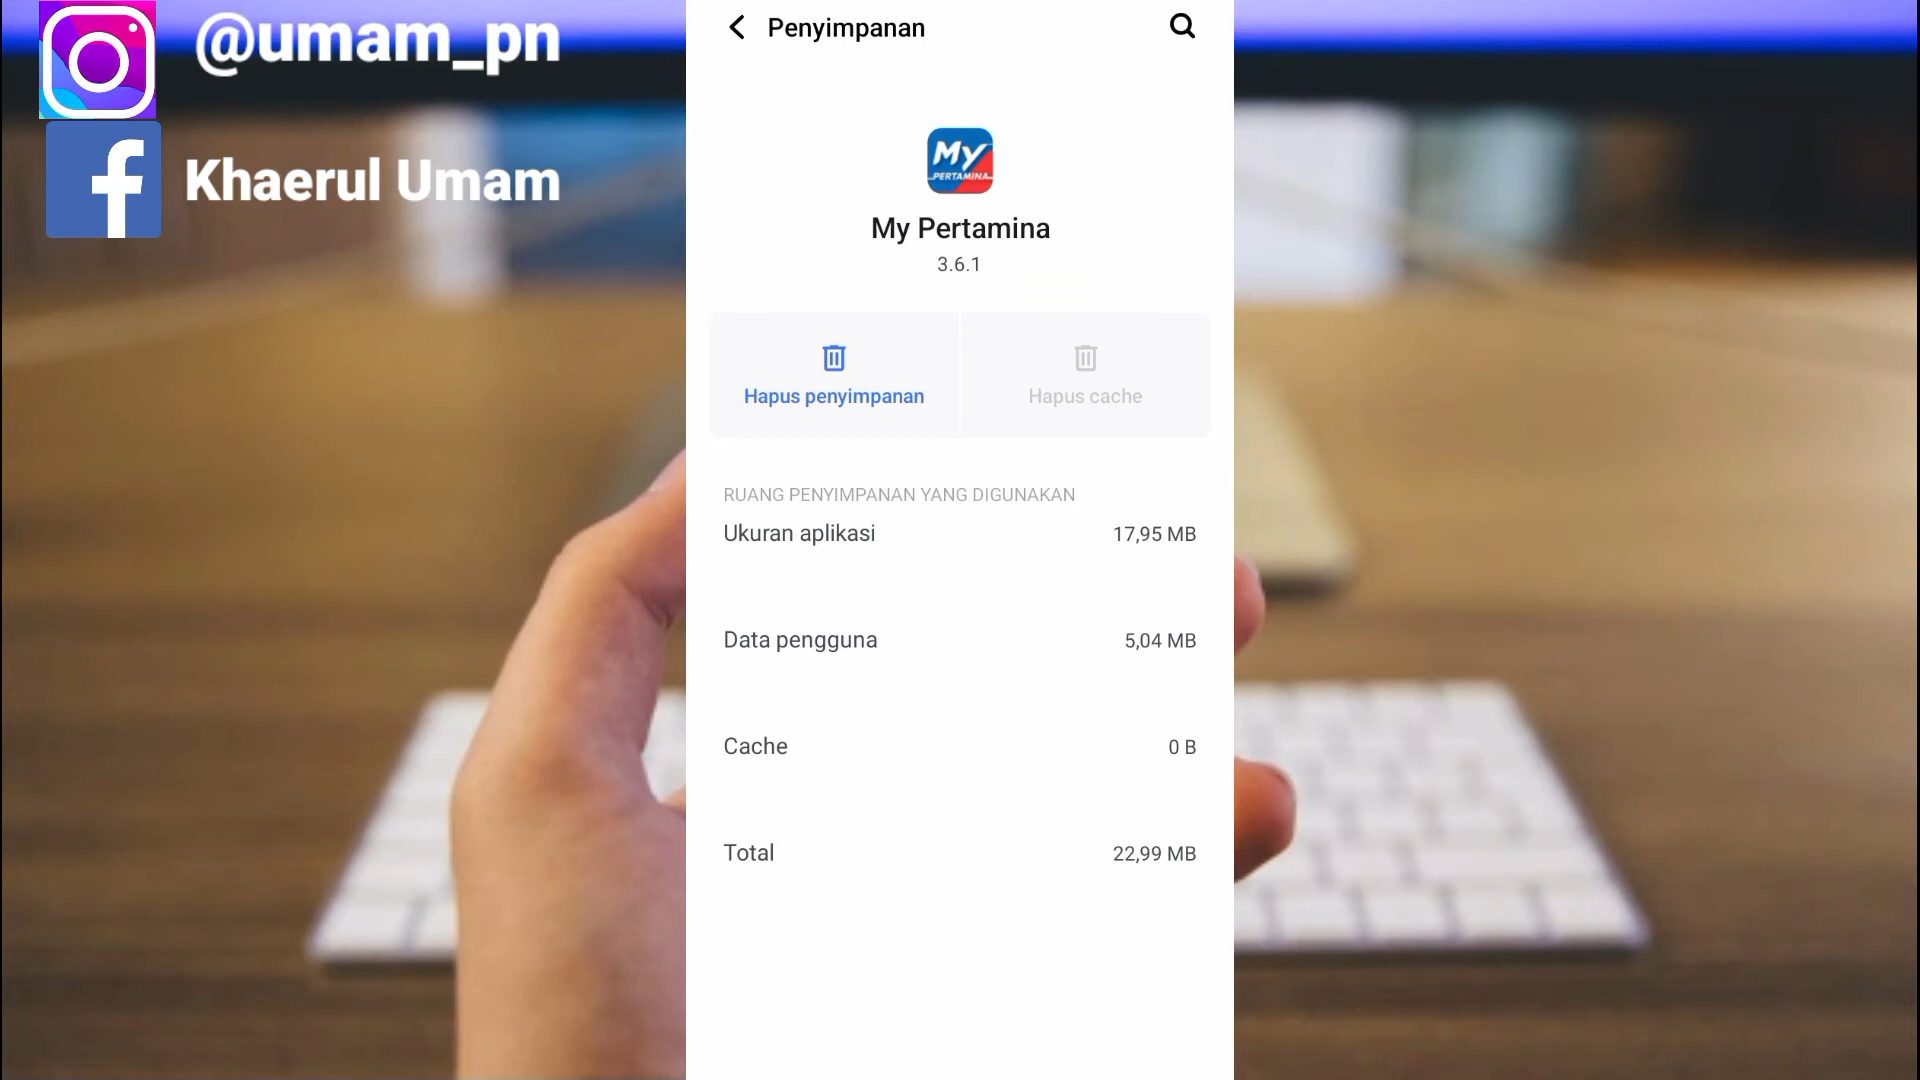 @umam_pn
Khaerul Umam
Penyimpanan
My
PERTAMINA
My Pertamina
3.6.1
Hapus penyimpanan
Hapus cache
RUANG PENYIMPANAN YANG DIGUNAKAN
Ukuran aplikasi 17,95 MB
Data pengguna 5,04 MB
Cache 0 B
Total 22,99 MB